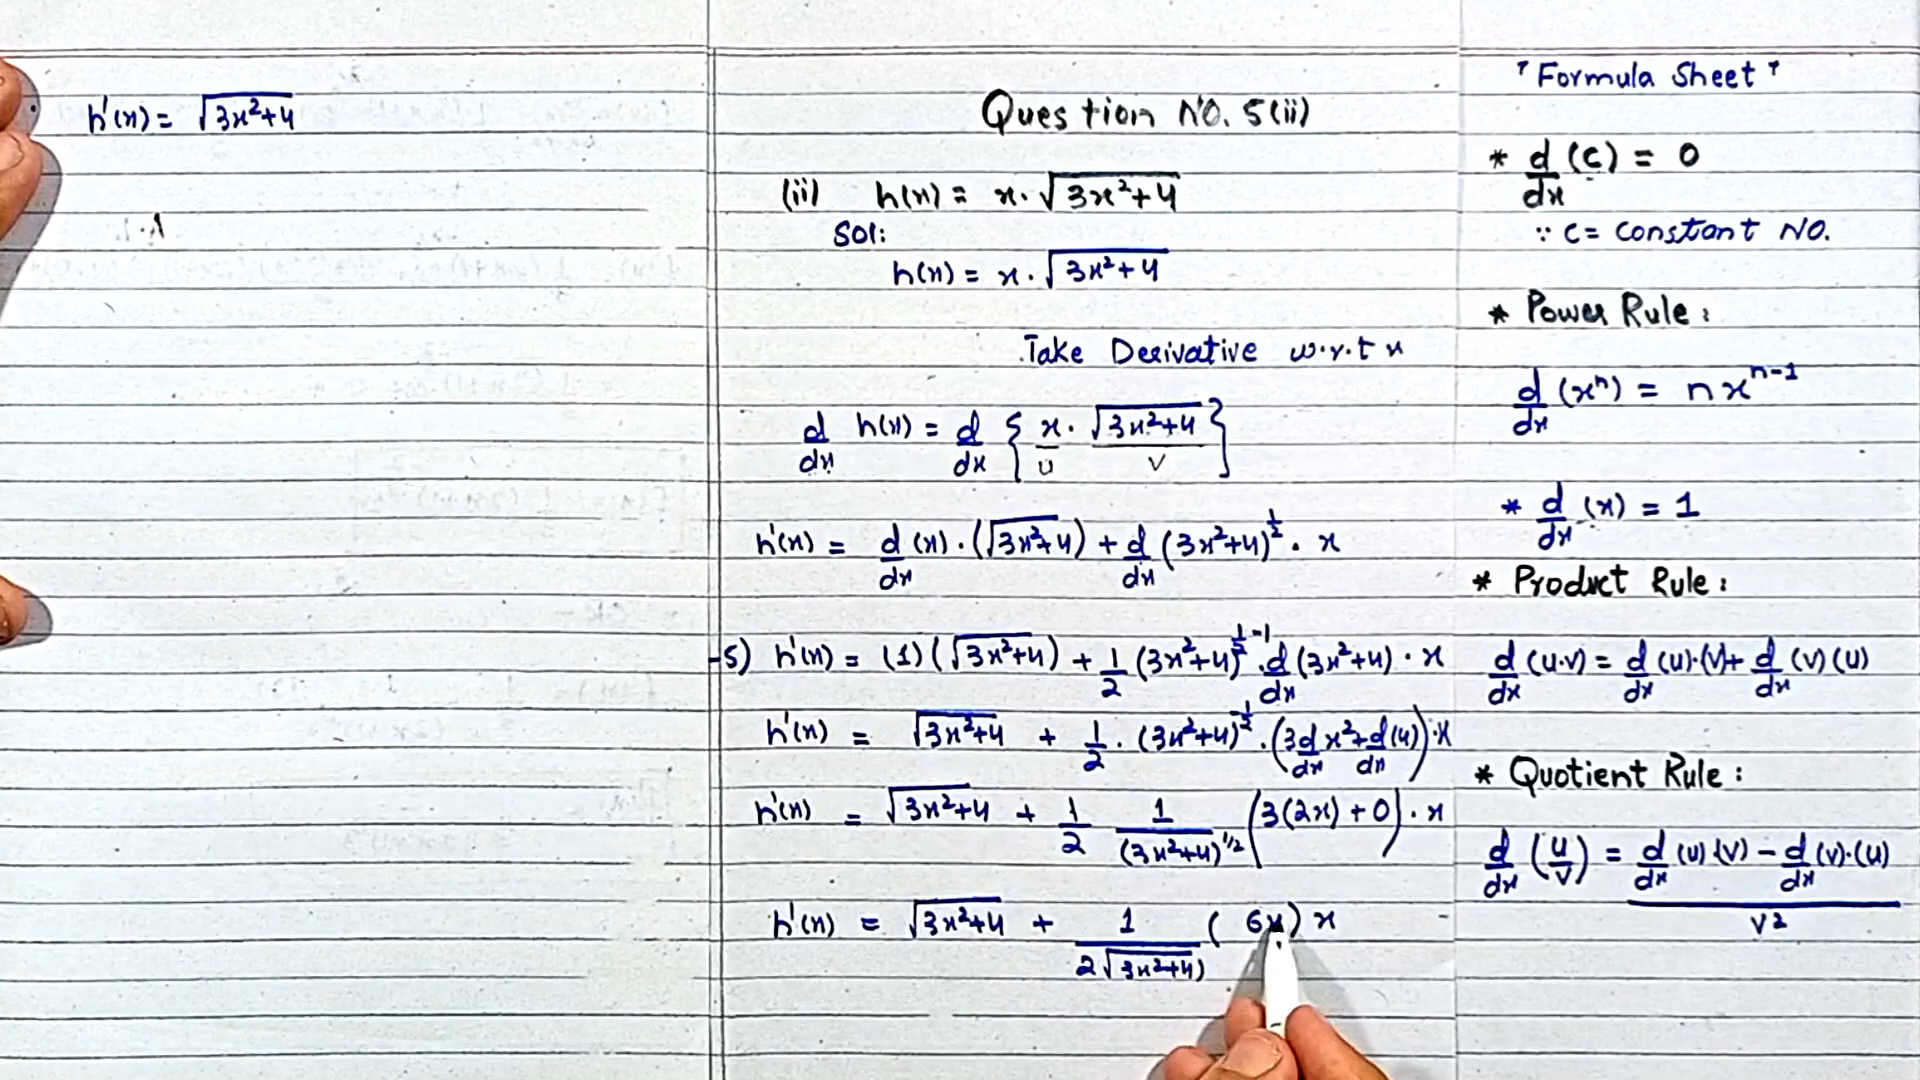 h'(x) = √3x²+4
Question NO. 5(ii)
(ii) h(x) = x · √3x²+4
Sol:
h(x) = x · √3x²+4
Take Derivative w.r.t x
d/dx h(x) = d/dx { x · √3x²+4 }
u v
h'(x) = d/dx (x) · (√3x²+4) + d/dx (3x²+4)^1/2 · x
h'(x) = (1) (√3x²+4) + 1/2 (3x²+4)^1/2-1 · d/dx (3x²+4) · x
h'(x) = √3x²+4 + 1/2 · (3x²+4)^-1/2 · (3 d/dx x² + d/dx (4)) · x
h'(x) = √3x²+4 + 1/2 1/(3x²+4)^1/2 (3(2x) + 0) · x
h'(x) = √3x²+4 + 1/2√3x²+4) ( 6x) x
"Formula Sheet"
* d/dx (c) = 0
∵ c = constant NO.
* Power Rule:
d/dx (xⁿ) = n x^n-1
* d/dx (x) = 1
* Product Rule:
d/dx (u·v) = d/dx (u)·(v) + d/dx (v) (u)
* Quotient Rule:
d/dx (u/v) = d/dx (u)·(v) − d/dx (v)·(u) / v²